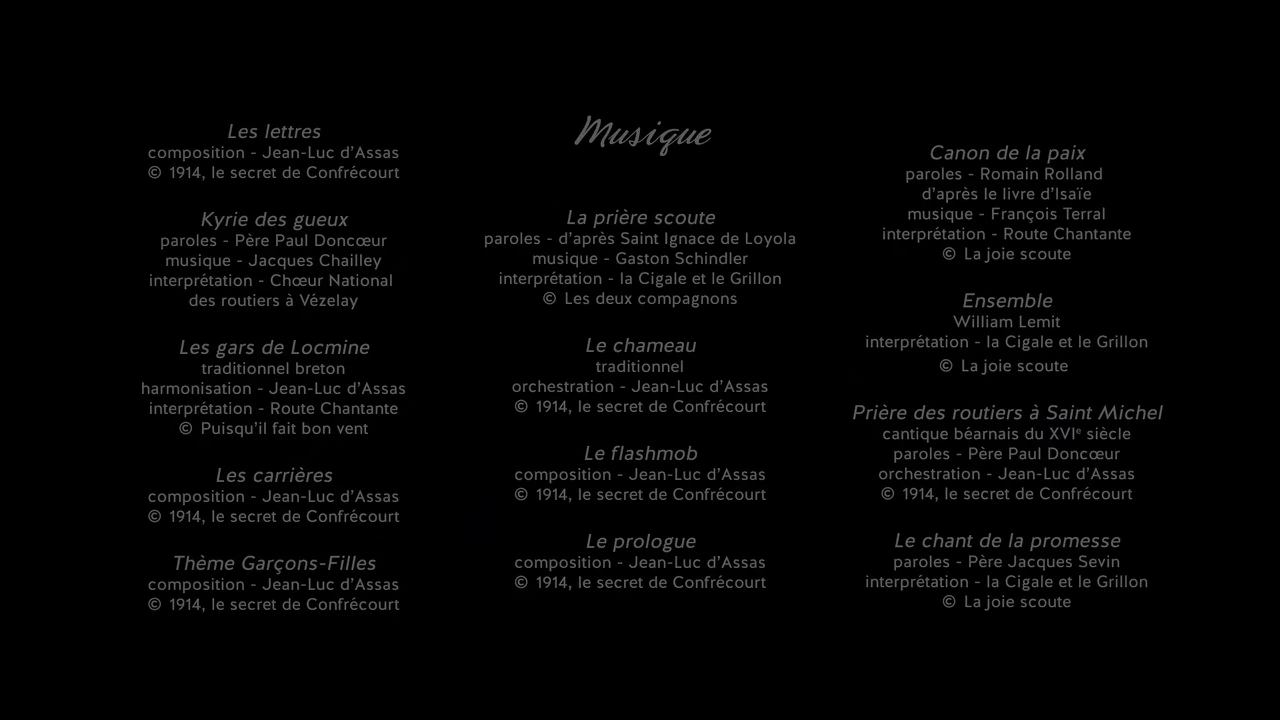 Musique
Les lettres
composition - Jean-Luc d'Assas
© 1914, le secret de Confrécourt
Kyrie des gueux
paroles - Père Paul Doncœur
musique - Jacques Chailley
interprétation - Chœur National
des routiers à Vézelay
Les gars de Locmine
traditionnel breton
harmonisation - Jean-Luc d'Assas
interprétation - Route Chantante
© Puisqu'il fait bon vent
Les carrières
composition - Jean-Luc d'Assas
© 1914, le secret de Confrécourt
Thème Garçons-Filles
composition - Jean-Luc d'Assas
© 1914, le secret de Confrécourt
La prière scoute
paroles - d'après Saint Ignace de Loyola
musique - Gaston Schindler
interprétation - la Cigale et le Grillon
© Les deux compagnons
Le chameau
traditionnel
orchestration - Jean-Luc d'Assas
© 1914, le secret de Confrécourt
Le flashmob
composition - Jean-Luc d'Assas
© 1914, le secret de Confrécourt
Le prologue
composition - Jean-Luc d'Assas
© 1914, le secret de Confrécourt
Canon de la paix
paroles - Romain Rolland
d'après le livre d'Isaïe
musique - François Terral
interprétation - Route Chantante
© La joie scoute
Ensemble
William Lemit
interprétation - la Cigale et le Grillon
© La joie scoute
Prière des routiers à Saint Michel
cantique béarnais du XVIᵉ siècle
paroles - Père Paul Doncœur
orchestration - Jean-Luc d'Assas
© 1914, le secret de Confrécourt
Le chant de la promesse
paroles - Père Jacques Sevin
interprétation - la Cigale et le Grillon
© La joie scoute